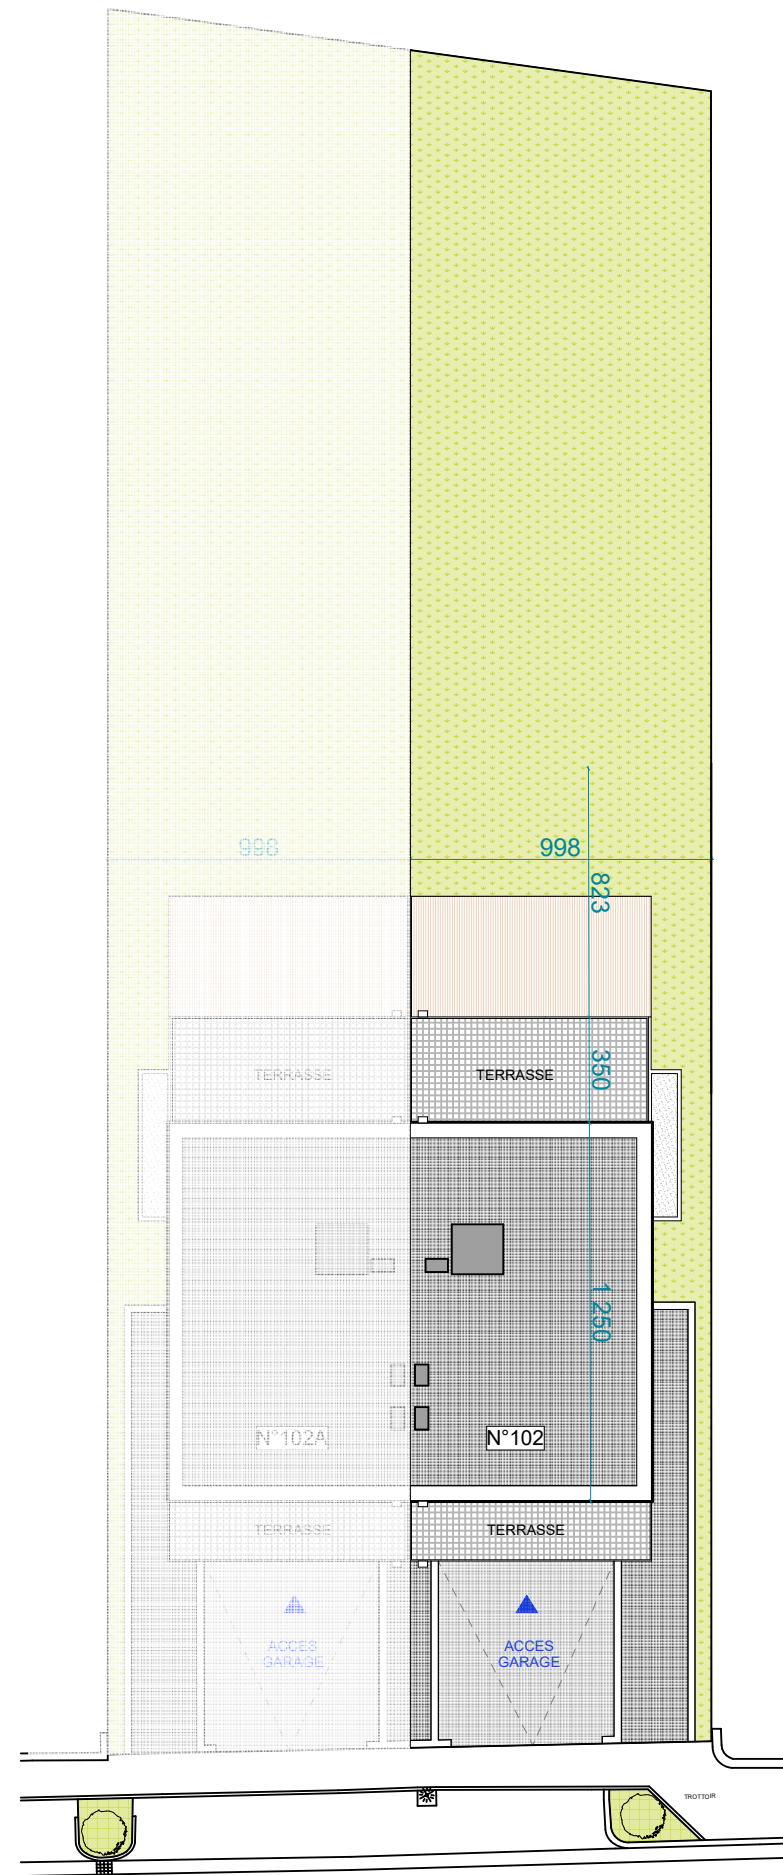 998
998
823
TERRASSE
TERRASSE
350
1 250
N°102A
N°102
TERRASSE
TERRASSE
ACCES
GARAGE
ACCES
GARAGE
TROTTOIR